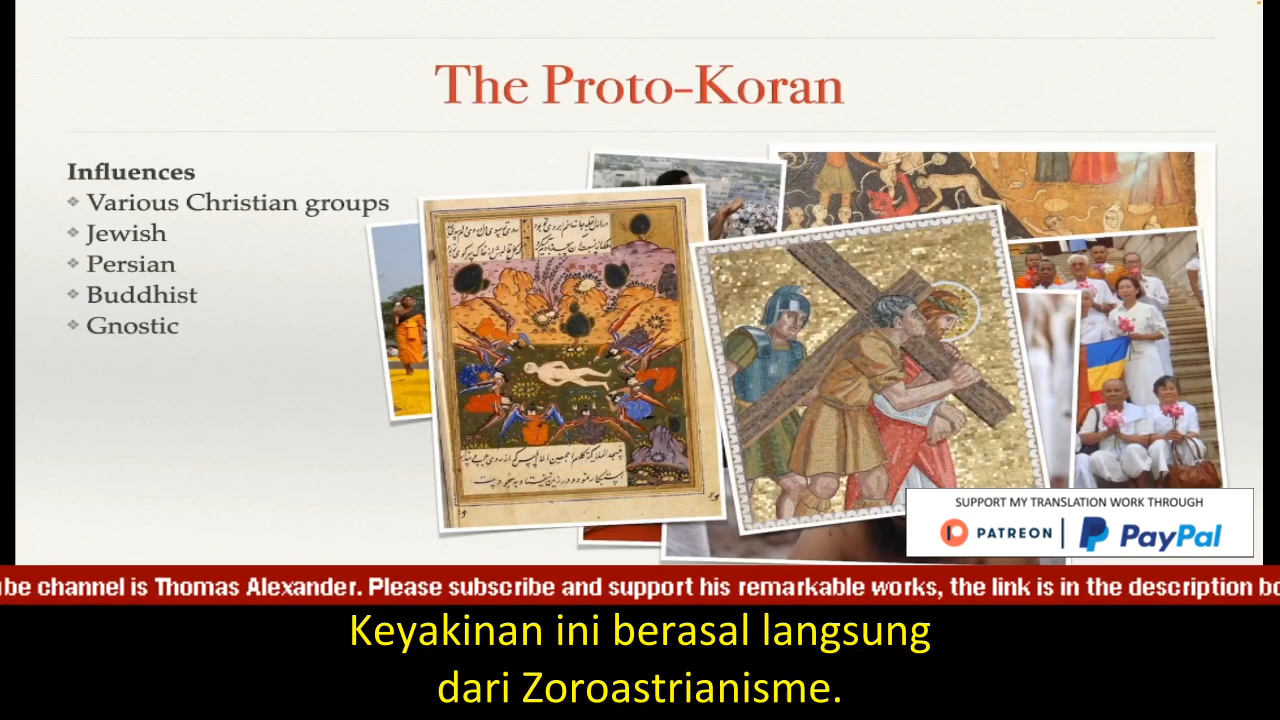 The Proto-Koran
Influences
Various Christian groups
Jewish
Persian
Buddhist
Gnostic
SUPPORT MY TRANSLATION WORK THROUGH
PATREON | PayPal
channel is Thomas Alexander. Please subscribe and support his remarkable works, the link is in the description
Keyakinan ini berasal langsung
dari Zoroastrianisme.